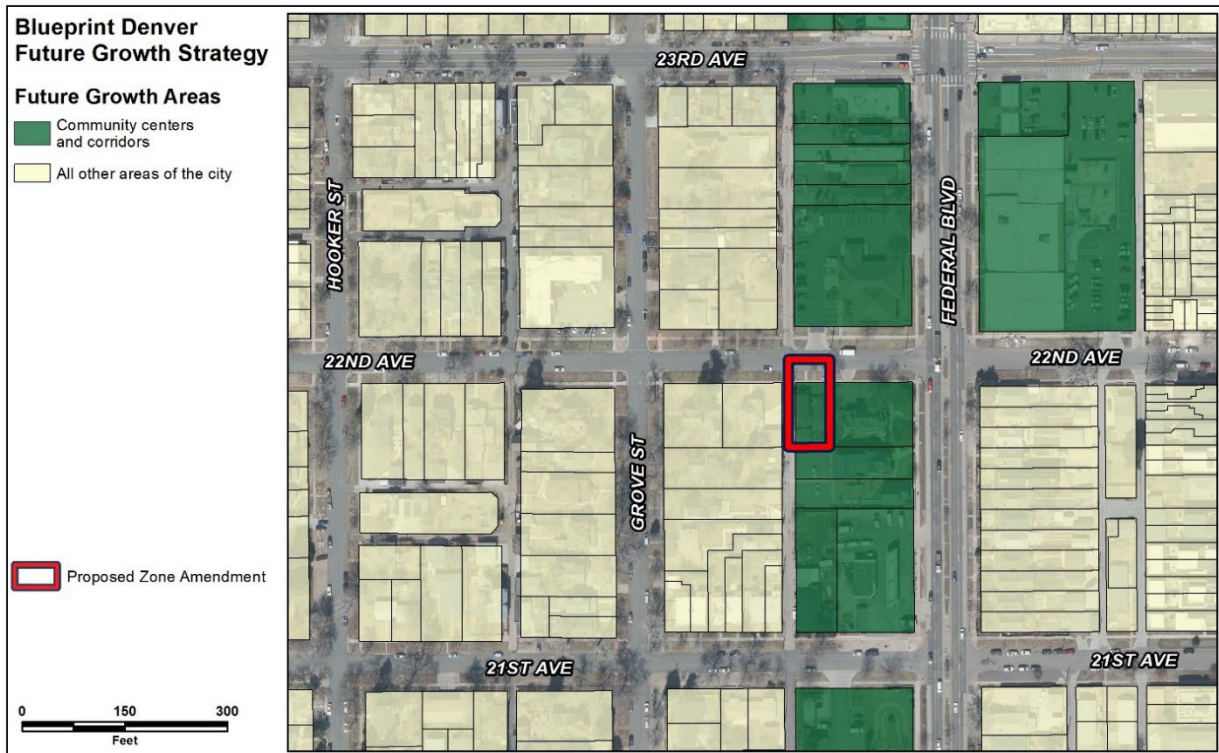 Blueprint Denver
Future Growth Strategy
Future Growth Areas
Community centers
and corridors
All other areas of the city
Proposed Zone Amendment
0 150 300
Feet
23RD AVE
HOOKER ST
FEDERAL BLVD
22ND AVE
22ND AVE
GROVE ST
21ST AVE
21ST AVE